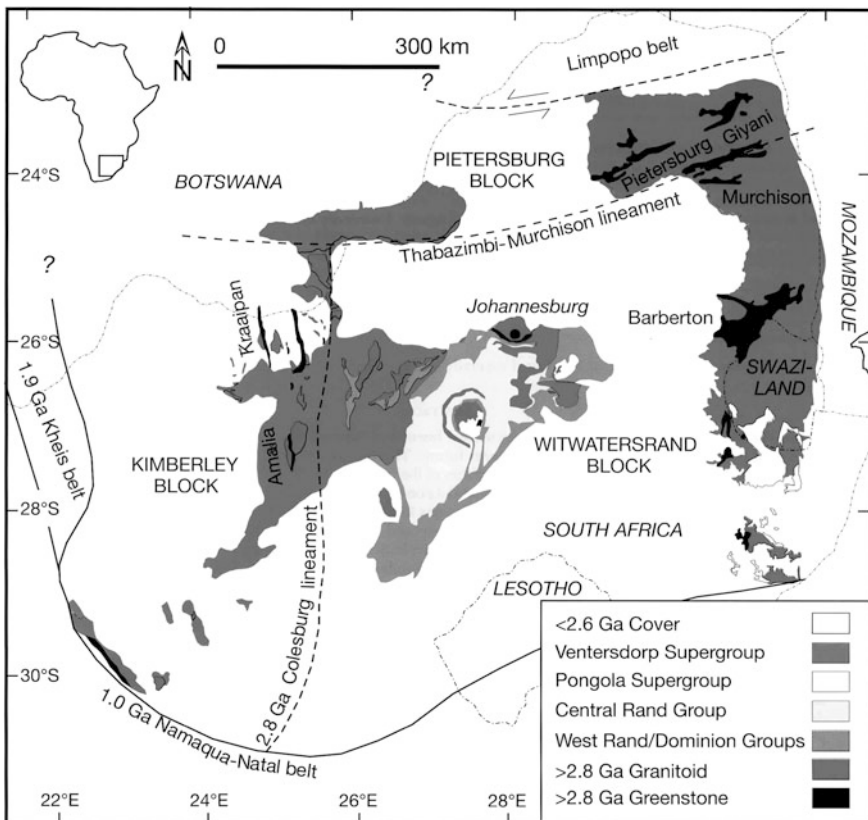 N
0 300 km
?
Limpopo belt
24°S
BOTSWANA
PIETERSBURG
BLOCK
Pietersburg
Giyani
Murchison
Thabazimbi-Murchison lineament
MOZAMBIQUE
?
Kraaipan
Johannesburg
Barberton
26°S
SWAZI-
LAND
1.9 Ga Kheis belt
Amalia
KIMBERLEY
BLOCK
WITWATERSRAND
BLOCK
28°S
SOUTH AFRICA
LESOTHO
2.8 Ga Colesburg lineament
30°S
1.0 Ga Namaqua-Natal belt
<2.6 Ga Cover
Ventersdorp Supergroup
Pongola Supergroup
Central Rand Group
West Rand/Dominion Groups
>2.8 Ga Granitoid
>2.8 Ga Greenstone
22°E 24°E 26°E 28°E